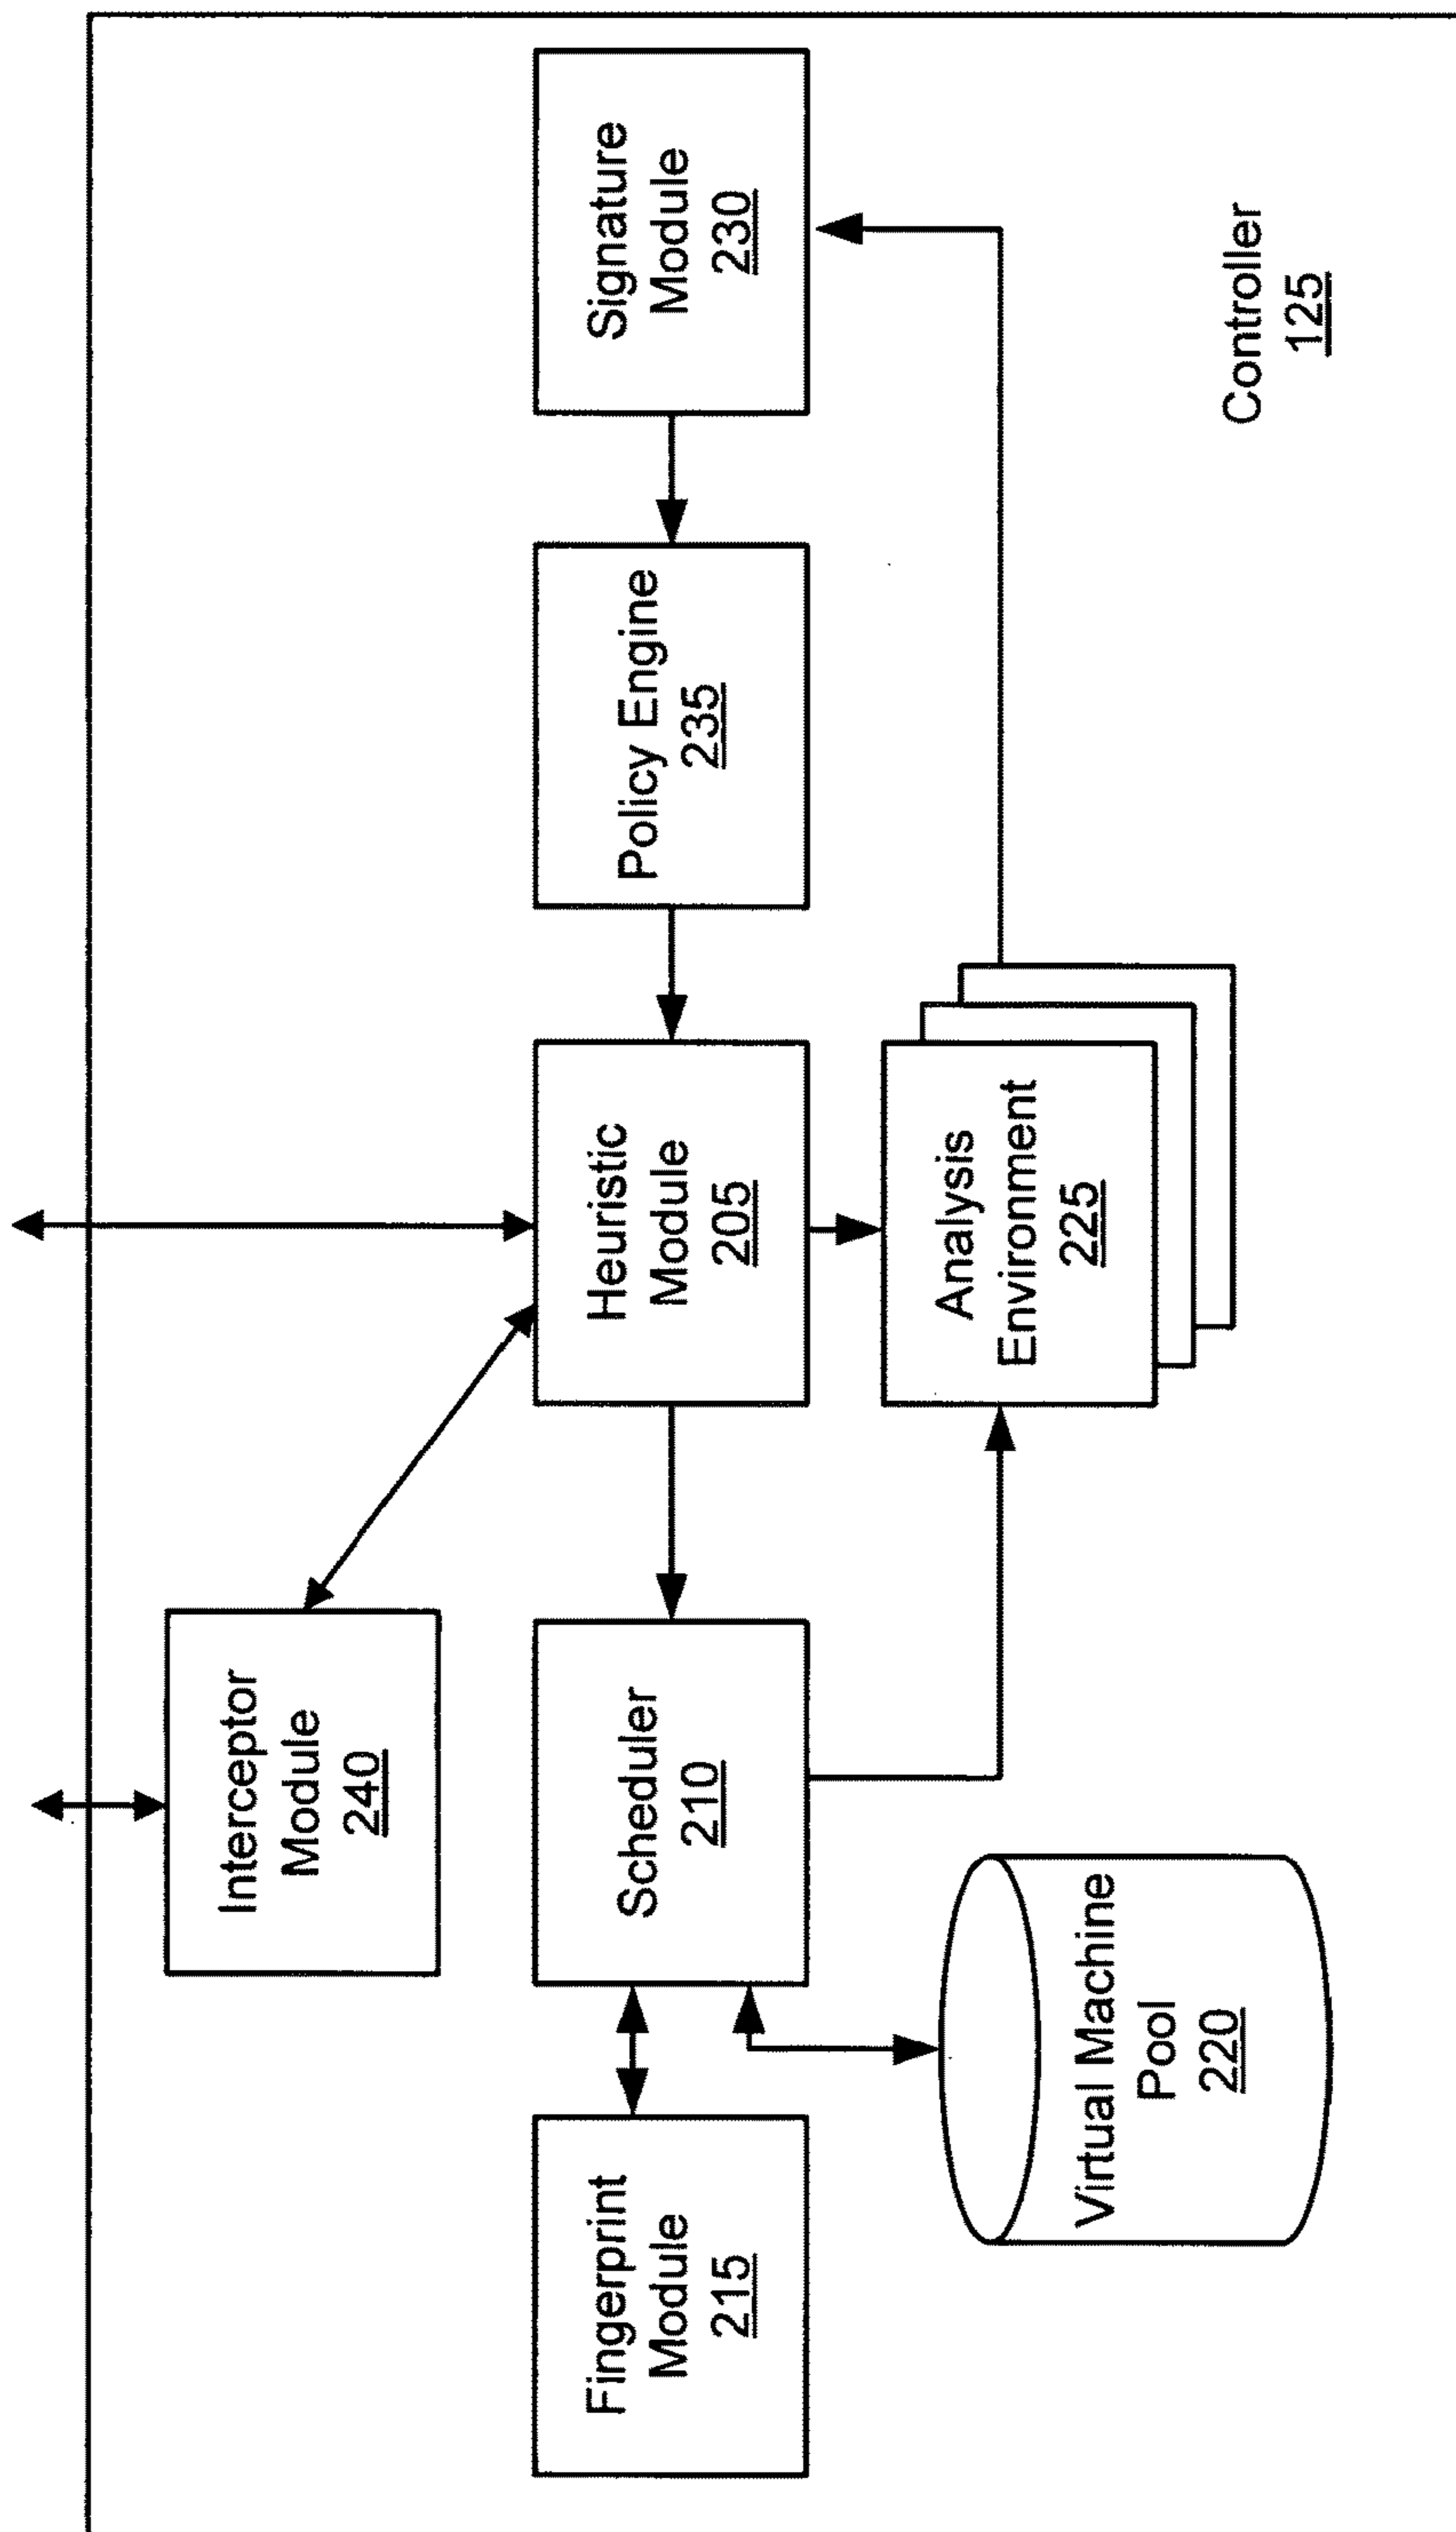 Interceptor
Module
240
Fingerprint
Module
215
Scheduler
210
Heuristic
Module
205
Policy Engine
235
Signature
Module
230
Virtual Machine
Pool
220
Analysis
Environment
225
Controller
125